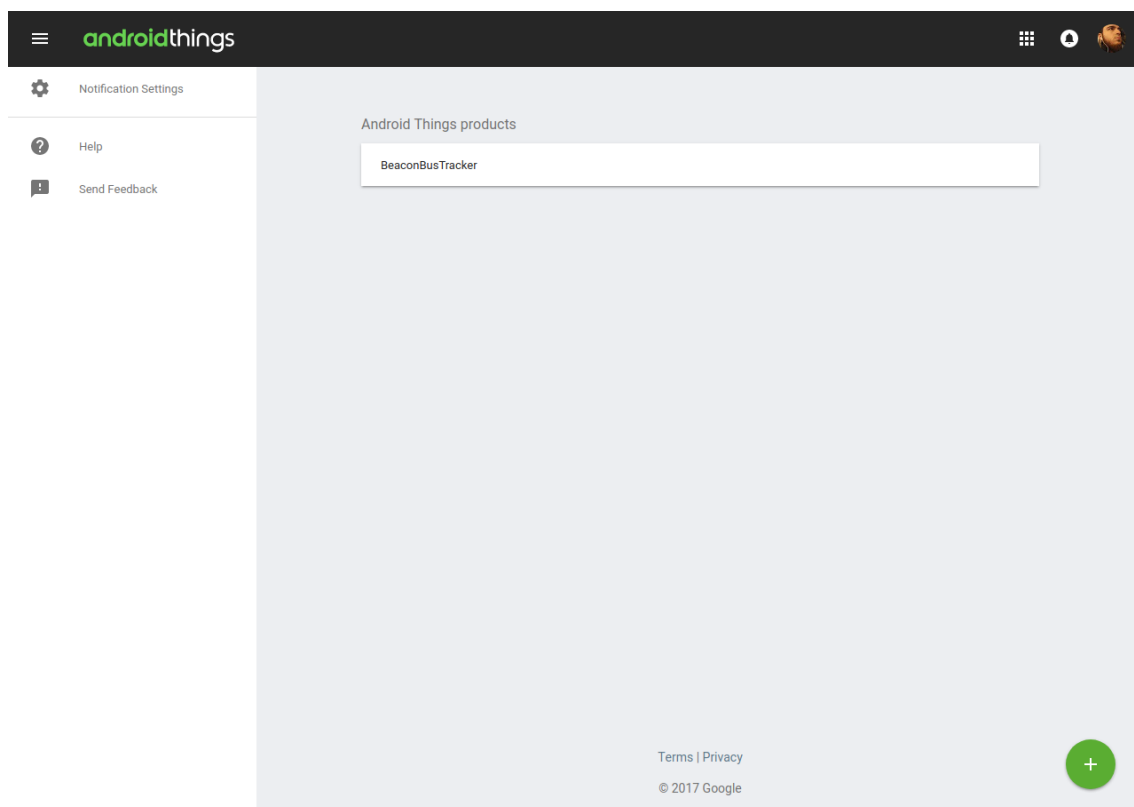 androidthings
Notification Settings
Help
Send Feedback
Android Things products
BeaconBusTracker
Terms | Privacy
© 2017 Google